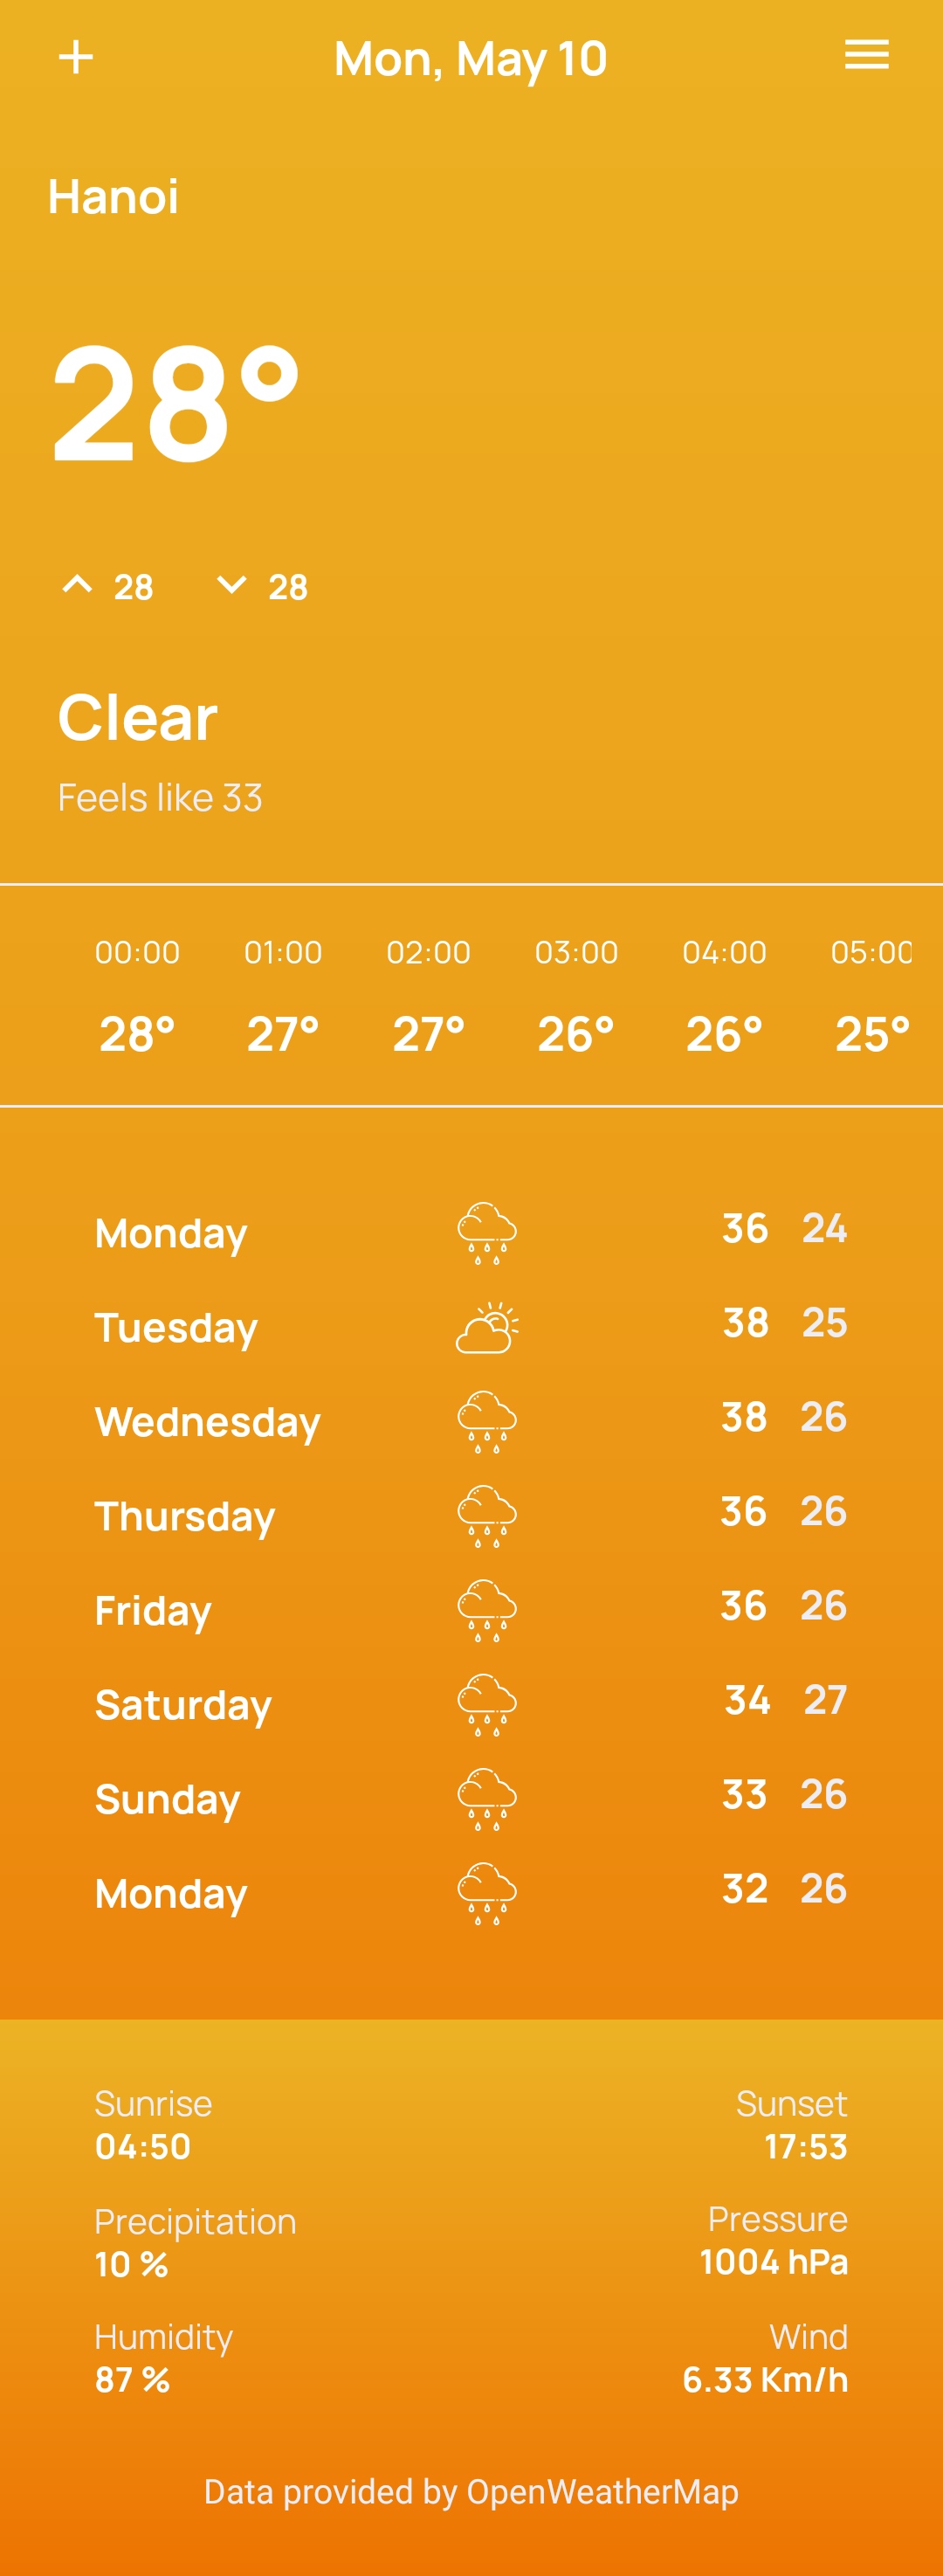 Mon, May 10
Hanoi
28°
28 28
Clear
Feels like 33
00:00 01:00 02:00 03:00 04:00 05:00
28° 27° 27° 26° 26° 25°
Monday 36 24
Tuesday 38 25
Wednesday 38 26
Thursday 36 26
Friday 36 26
Saturday 34 27
Sunday 33 26
Monday 32 26
Sunrise Sunset
04:50 17:53
Precipitation Pressure
10 % 1004 hPa
Humidity Wind
87 % 6.33 Km/h
Data provided by OpenWeatherMap